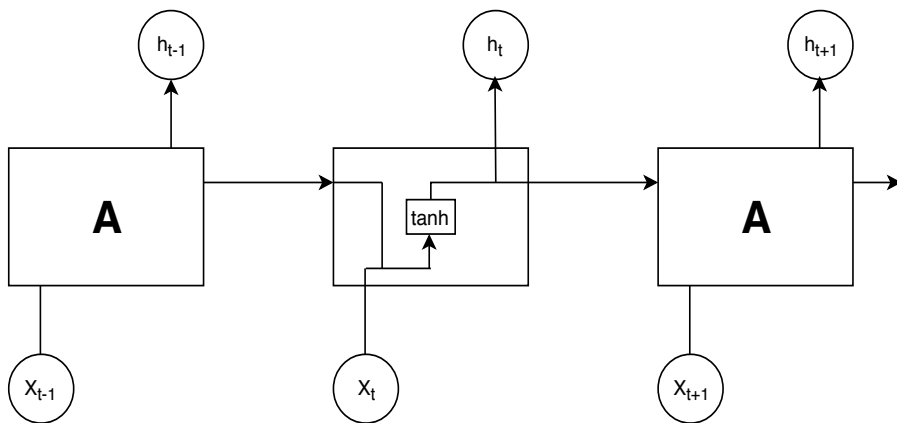 h_{t-1}
h_t
h_{t+1}
A
tanh
A
X_{t-1}
X_t
X_{t+1}